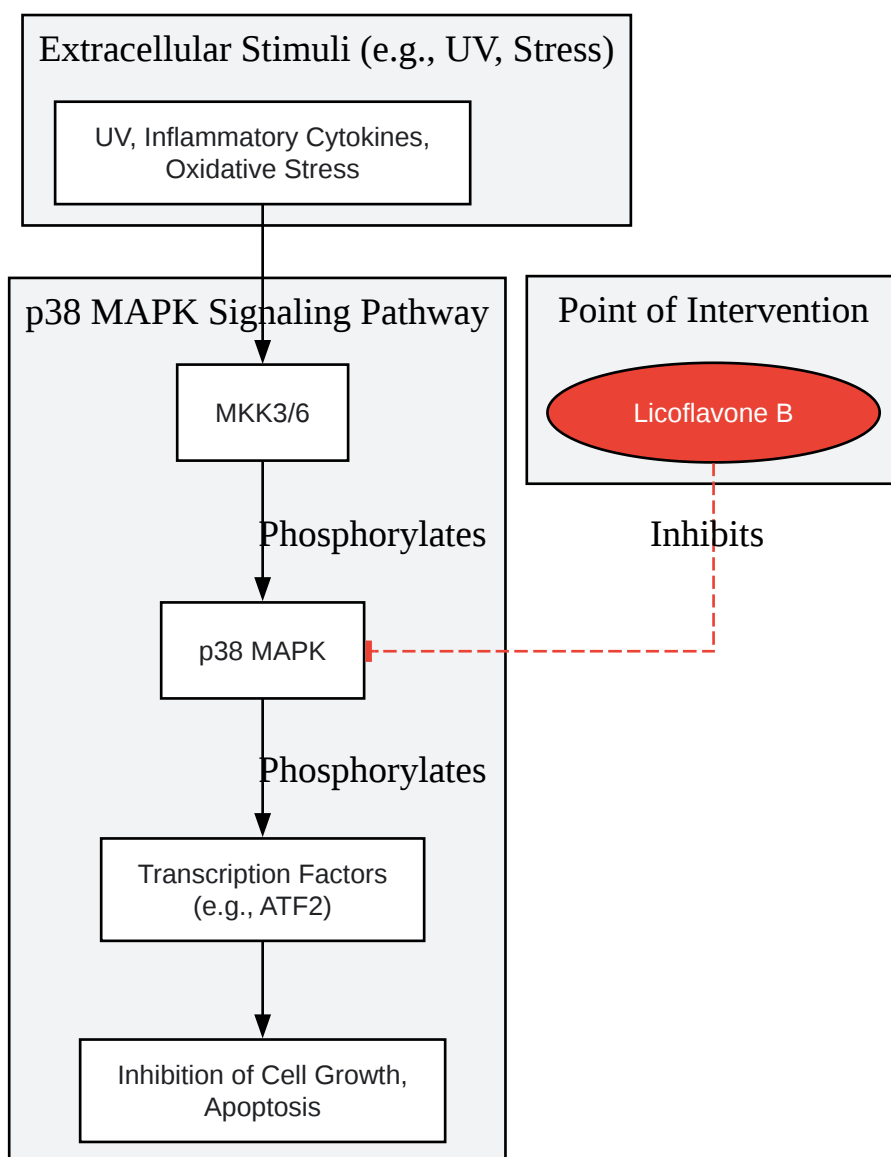 Extracellular Stimuli (e.g., UV, Stress)
UV, Inflammatory Cytokines,
Oxidative Stress
p38 MAPK Signaling Pathway
Point of Intervention
MKK3/6
Licoflavone B
Phosphorylates
Inhibits
p38 MAPK
Phosphorylates
Transcription Factors
(e.g., ATF2)
Inhibition of Cell Growth,
Apoptosis